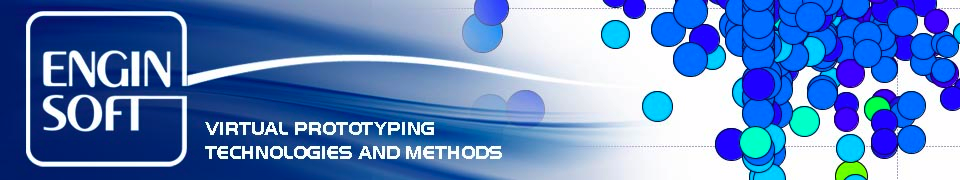 ENGIN
SOFT
VIRTUAL PROTOTYPING
TECHNOLOGIES AND METHODS